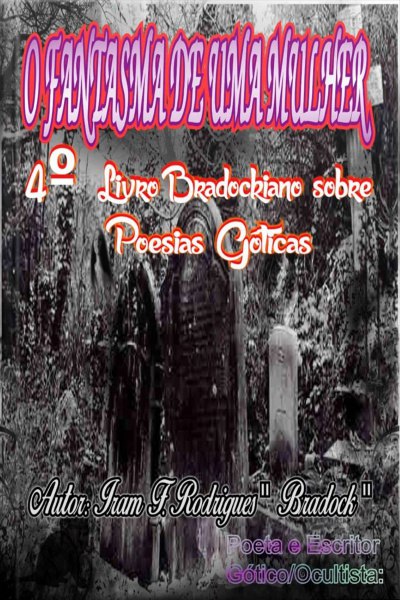 O FANTASMA DE UMA MULHER
4º Livro Bradockiano sobre
Poesias Góticas
Autor: Iram F. Rodrigues " Bradock "
Poeta e Escritor
Gótico/Ocultista: